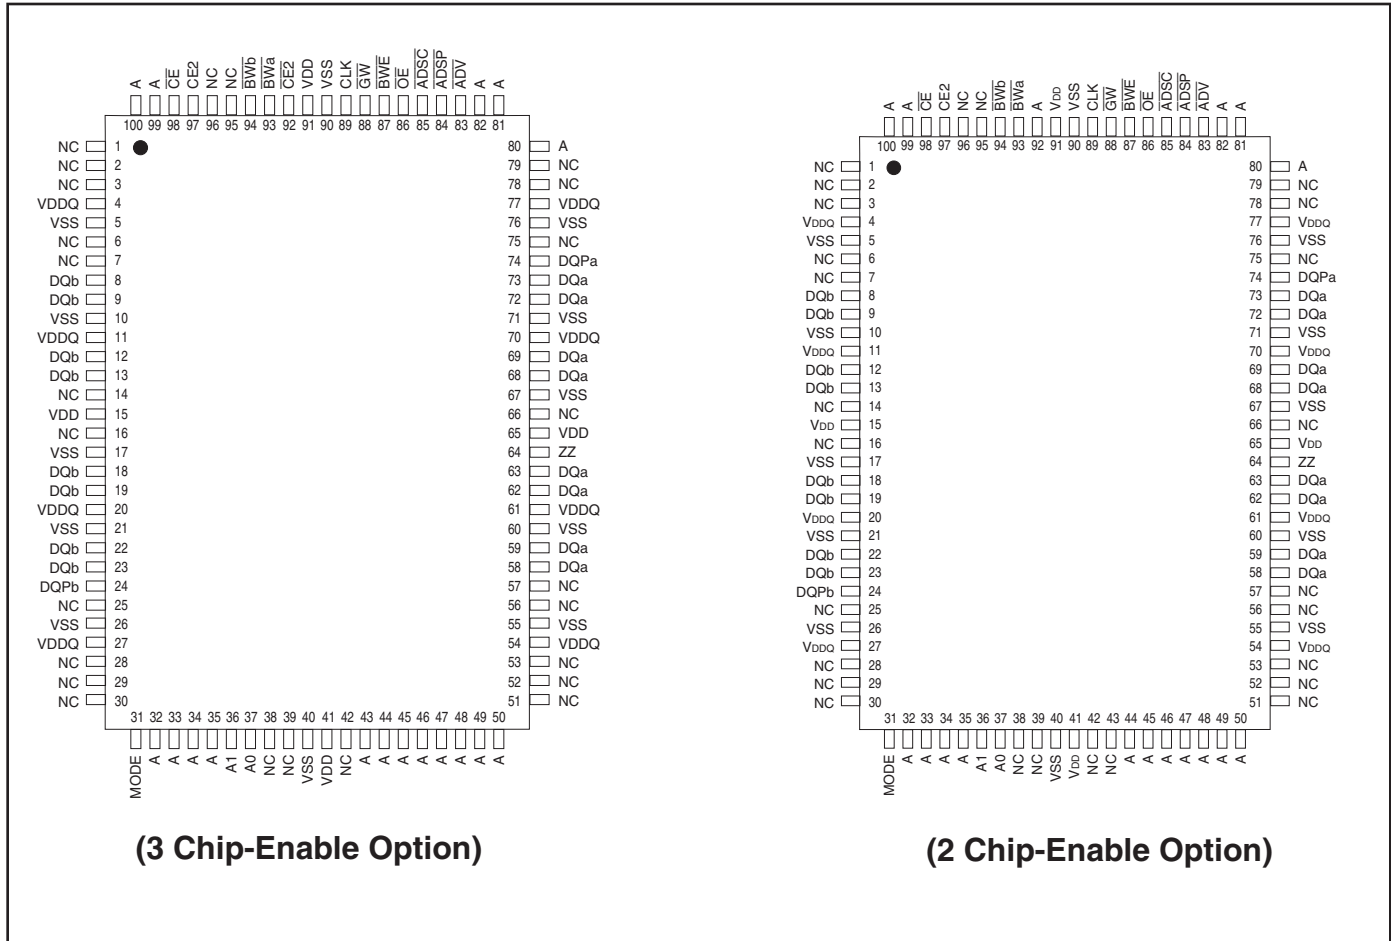 A A CE CE2 NC NC BWb BWa CE2 VDD VSS CLK GW BWE OE ADSC ADSP ADV A A
100 99 98 97 96 95 94 93 92 91 90 89 88 87 86 85 84 83 82 81
NC 1 80 A
NC 2 79 NC
NC 3 78 NC
VDDQ 4 77 VDDQ
VSS 5 76 VSS
NC 6 75 NC
NC 7 74 DQPa
DQb 8 73 DQa
DQb 9 72 DQa
VSS 10 71 VSS
VDDQ 11 70 VDDQ
DQb 12 69 DQa
DQb 13 68 DQa
NC 14 67 VSS
VDD 15 66 NC
NC 16 65 VDD
VSS 17 64 ZZ
DQb 18 63 DQa
DQb 19 62 DQa
VDDQ 20 61 VDDQ
VSS 21 60 VSS
DQb 22 59 DQa
DQb 23 58 DQa
DQPb 24 57 NC
NC 25 56 NC
VSS 26 55 VSS
VDDQ 27 54 VDDQ
NC 28 53 NC
NC 29 52 NC
NC 30 51 NC
31 32 33 34 35 36 37 38 39 40 41 42 43 44 45 46 47 48 49 50
MODE A A A A A1 A0 NC NC VSS VDD NC A A A A A A A A
(3 Chip-Enable Option)
A A CE CE2 NC NC BWb BWa A VDD VSS CLK GW BWE OE ADSC ADSP ADV A A
100 99 98 97 96 95 94 93 92 91 90 89 88 87 86 85 84 83 82 81
NC 1 80 A
NC 2 79 NC
NC 3 78 NC
VDDQ 4 77 VDDQ
VSS 5 76 VSS
NC 6 75 NC
NC 7 74 DQPa
DQb 8 73 DQa
DQb 9 72 DQa
VSS 10 71 VSS
VDDQ 11 70 VDDQ
DQb 12 69 DQa
DQb 13 68 DQa
NC 14 67 VSS
VDD 15 66 NC
NC 16 65 VDD
VSS 17 64 ZZ
DQb 18 63 DQa
DQb 19 62 DQa
VDDQ 20 61 VDDQ
VSS 21 60 VSS
DQb 22 59 DQa
DQb 23 58 DQa
DQPb 24 57 NC
NC 25 56 NC
VSS 26 55 VSS
VDDQ 27 54 VDDQ
NC 28 53 NC
NC 29 52 NC
NC 30 51 NC
31 32 33 34 35 36 37 38 39 40 41 42 43 44 45 46 47 48 49 50
MODE A A A A A1 A0 NC NC VSS VDD NC NC A A A A A A A
(2 Chip-Enable Option)